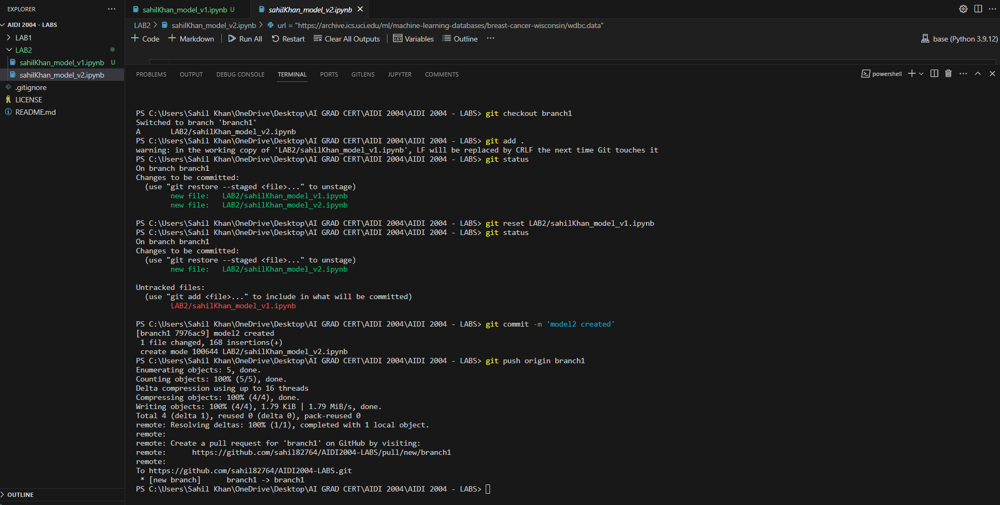 EXPLORER ···
AIDI 2004 - LABS
LAB1
LAB2
sahilKhan_model_v1.ipynb U
sahilKhan_model_v2.ipynb
.gitignore
LICENSE
README.md
OUTLINE
sahilKhan_model_v1.ipynb U
sahilKhan_model_v2.ipynb
LAB2 > sahilKhan_model_v2.ipynb > url = "https://archive.ics.uci.edu/ml/machine-learning-databases/breast-cancer-wisconsin/wdbc.data"
+ Code + Markdown | Run All Restart Clear All Outputs | Variables Outline ···
base (Python 3.9.12)
PROBLEMS OUTPUT DEBUG CONSOLE TERMINAL PORTS GITLENS JUPYTER COMMENTS
powershell
PS C:\Users\Sahil Khan\OneDrive\Desktop\AI GRAD CERT\AIDI 2004\AIDI 2004 - LABS> git checkout branch1
Switched to branch 'branch1'
A       LAB2/sahilKhan_model_v2.ipynb
PS C:\Users\Sahil Khan\OneDrive\Desktop\AI GRAD CERT\AIDI 2004\AIDI 2004 - LABS> git add .
warning: in the working copy of 'LAB2/sahilKhan_model_v1.ipynb', LF will be replaced by CRLF the next time Git touches it
PS C:\Users\Sahil Khan\OneDrive\Desktop\AI GRAD CERT\AIDI 2004\AIDI 2004 - LABS> git status
On branch branch1
Changes to be committed:
  (use "git restore --staged <file>..." to unstage)
        new file:   LAB2/sahilKhan_model_v1.ipynb
        new file:   LAB2/sahilKhan_model_v2.ipynb
PS C:\Users\Sahil Khan\OneDrive\Desktop\AI GRAD CERT\AIDI 2004\AIDI 2004 - LABS> git reset LAB2/sahilKhan_model_v1.ipynb
PS C:\Users\Sahil Khan\OneDrive\Desktop\AI GRAD CERT\AIDI 2004\AIDI 2004 - LABS> git status
On branch branch1
Changes to be committed:
  (use "git restore --staged <file>..." to unstage)
        new file:   LAB2/sahilKhan_model_v2.ipynb
Untracked files:
  (use "git add <file>..." to include in what will be committed)
        LAB2/sahilKhan_model_v1.ipynb
PS C:\Users\Sahil Khan\OneDrive\Desktop\AI GRAD CERT\AIDI 2004\AIDI 2004 - LABS> git commit -m 'model2 created'
[branch1 7976ac9] model2 created
 1 file changed, 168 insertions(+)
 create mode 100644 LAB2/sahilKhan_model_v2.ipynb
PS C:\Users\Sahil Khan\OneDrive\Desktop\AI GRAD CERT\AIDI 2004\AIDI 2004 - LABS> git push origin branch1
Enumerating objects: 5, done.
Counting objects: 100% (5/5), done.
Delta compression using up to 16 threads
Compressing objects: 100% (4/4), done.
Writing objects: 100% (4/4), 1.79 KiB | 1.79 MiB/s, done.
Total 4 (delta 1), reused 0 (delta 0), pack-reused 0
remote: Resolving deltas: 100% (1/1), completed with 1 local object.
remote:
remote: Create a pull request for 'branch1' on GitHub by visiting:
remote:      https://github.com/sahil82764/AIDI2004-LABS/pull/new/branch1
remote:
To https://github.com/sahil82764/AIDI2004-LABS.git
 * [new branch]      branch1 -> branch1
PS C:\Users\Sahil Khan\OneDrive\Desktop\AI GRAD CERT\AIDI 2004\AIDI 2004 - LABS>